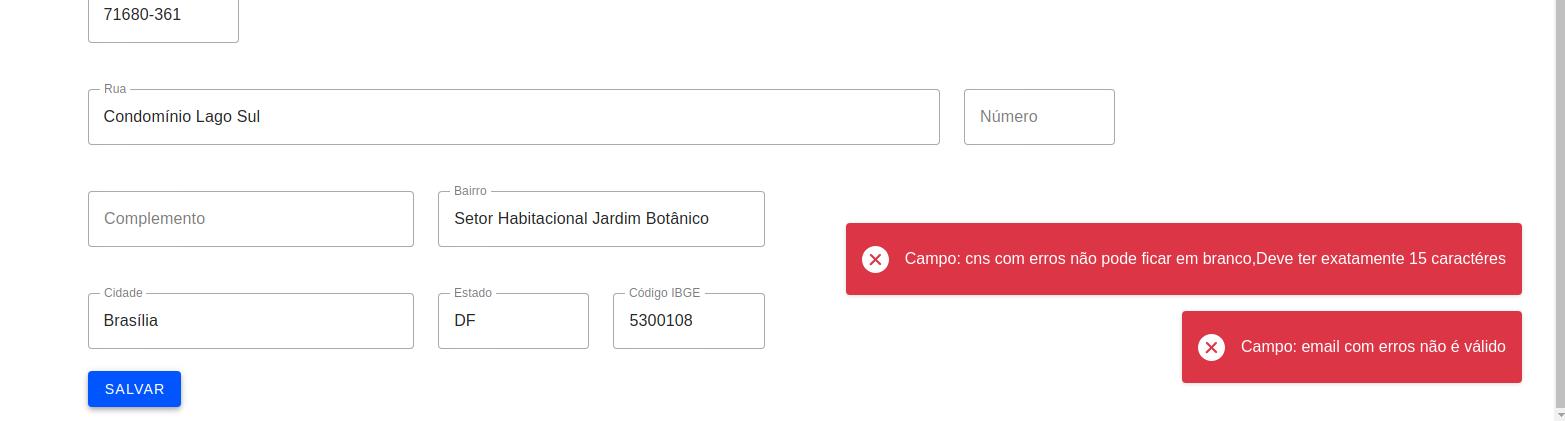 71680-361
Rua
Condomínio Lago Sul
Número
Complemento
Bairro
Setor Habitacional Jardim Botânico
Campo: cns com erros não pode ficar em branco,Deve ter exatamente 15 caractéres
Cidade
Brasília
Estado
DF
Código IBGE
5300108
Campo: email com erros não é válido
SALVAR